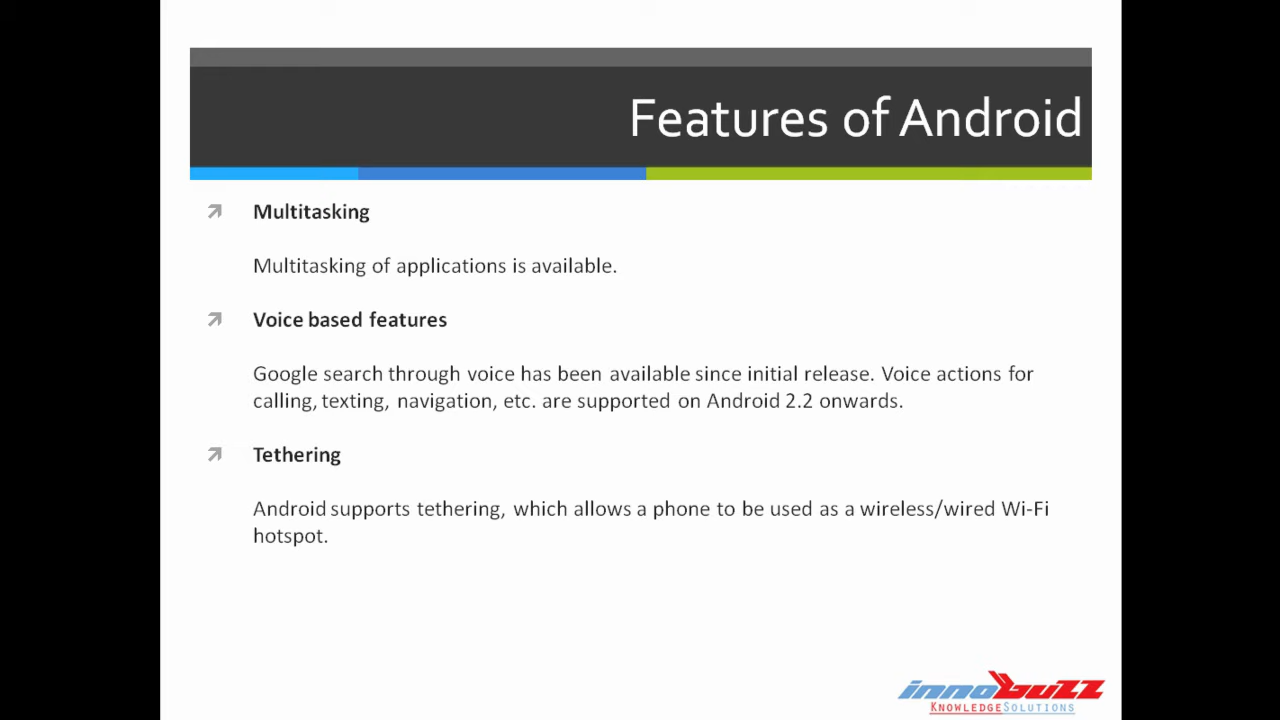 Features of Android
Multitasking
Multitasking of applications is available.
Voice based features
Google search through voice has been available since initial release. Voice actions for
calling, texting, navigation, etc. are supported on Android 2.2 onwards.
Tethering
Android supports tethering, which allows a phone to be used as a wireless/wired Wi-Fi
hotspot.
innobuzz
KNOWLEDGESOLUTIONS